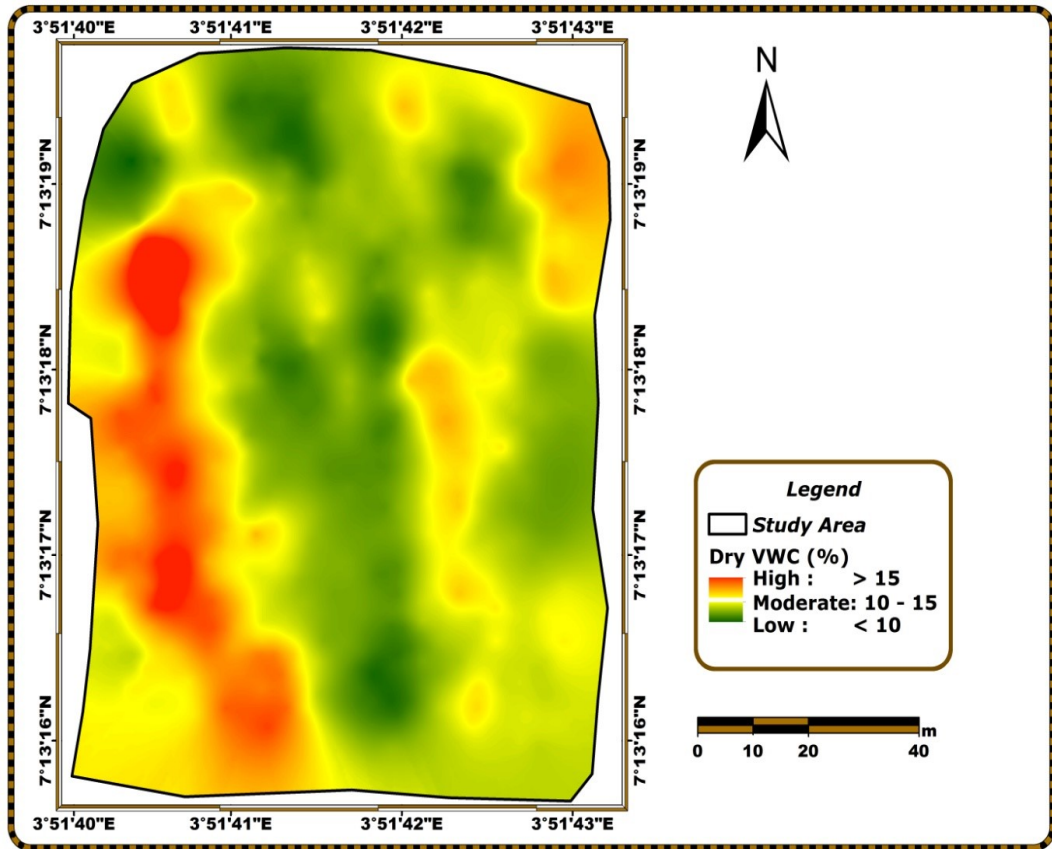 3°51'40"E 3°51'41"E 3°51'42"E 3°51'43"E
N
7°13'19"N 7°13'19"N
7°13'18"N 7°13'18"N
7°13'17"N 7°13'17"N
7°13'16"N 7°13'16"N
3°51'40"E 3°51'41"E 3°51'42"E 3°51'43"E
Legend
Study Area
Dry VWC (%)
High : > 15
Moderate: 10 - 15
Low : < 10
m
0 10 20 40